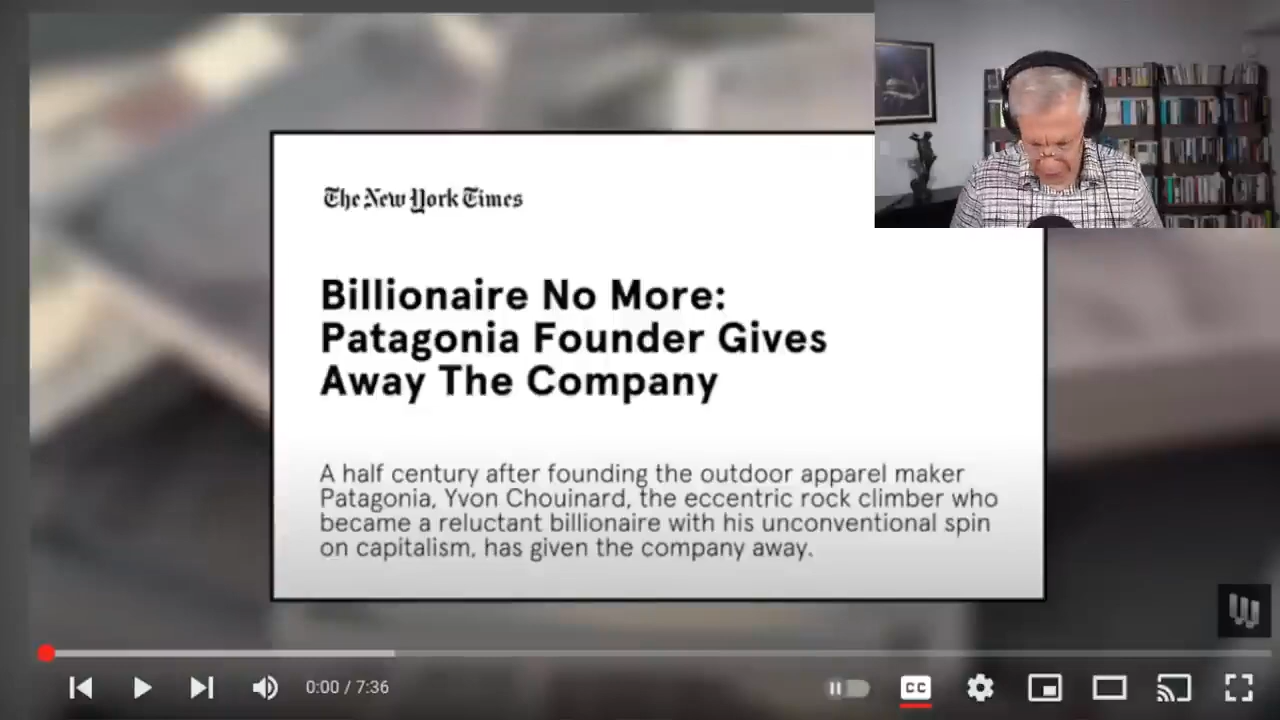 The New York Times
Billionaire No More:
Patagonia Founder Gives
Away The Company
A half century after founding the outdoor apparel maker
Patagonia, Yvon Chouinard, the eccentric rock climber who
became a reluctant billionaire with his unconventional spin
on capitalism, has given the company away.
0:00 / 7:36
CC